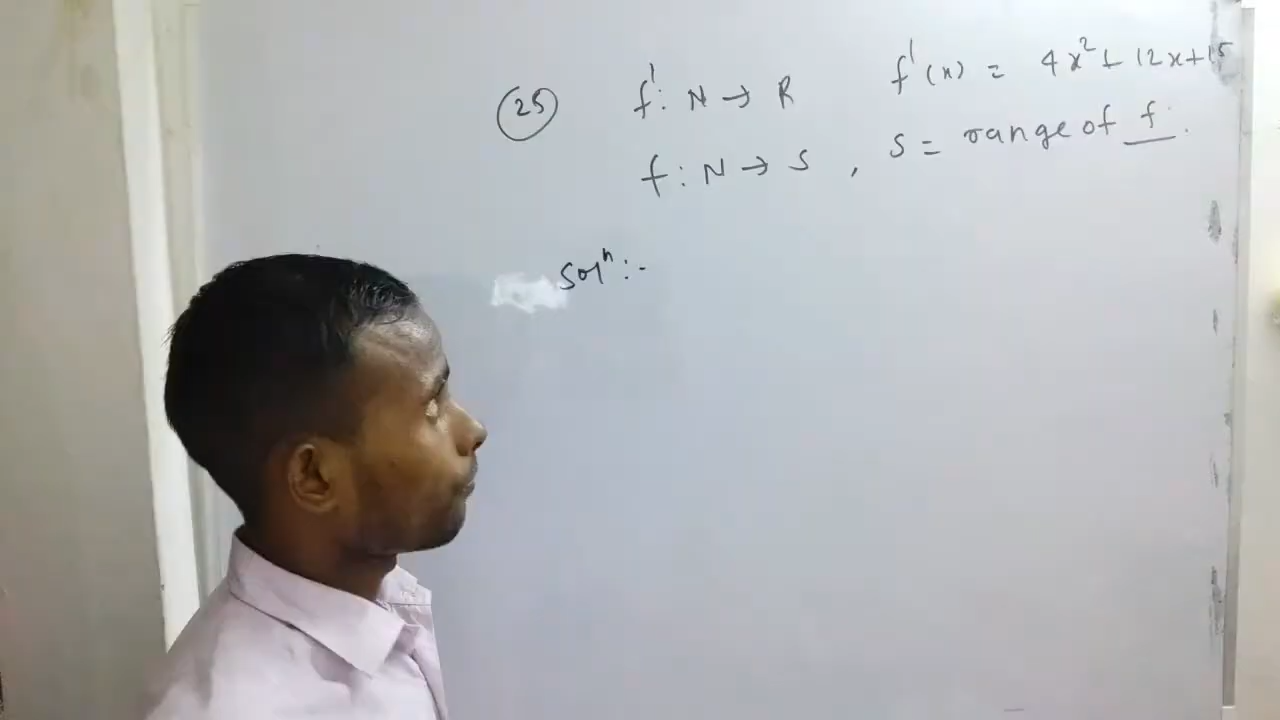 (25) f': N → R f'(x) = 4x² + 12x + 15
f : N → S , S = range of f.
Solⁿ :-